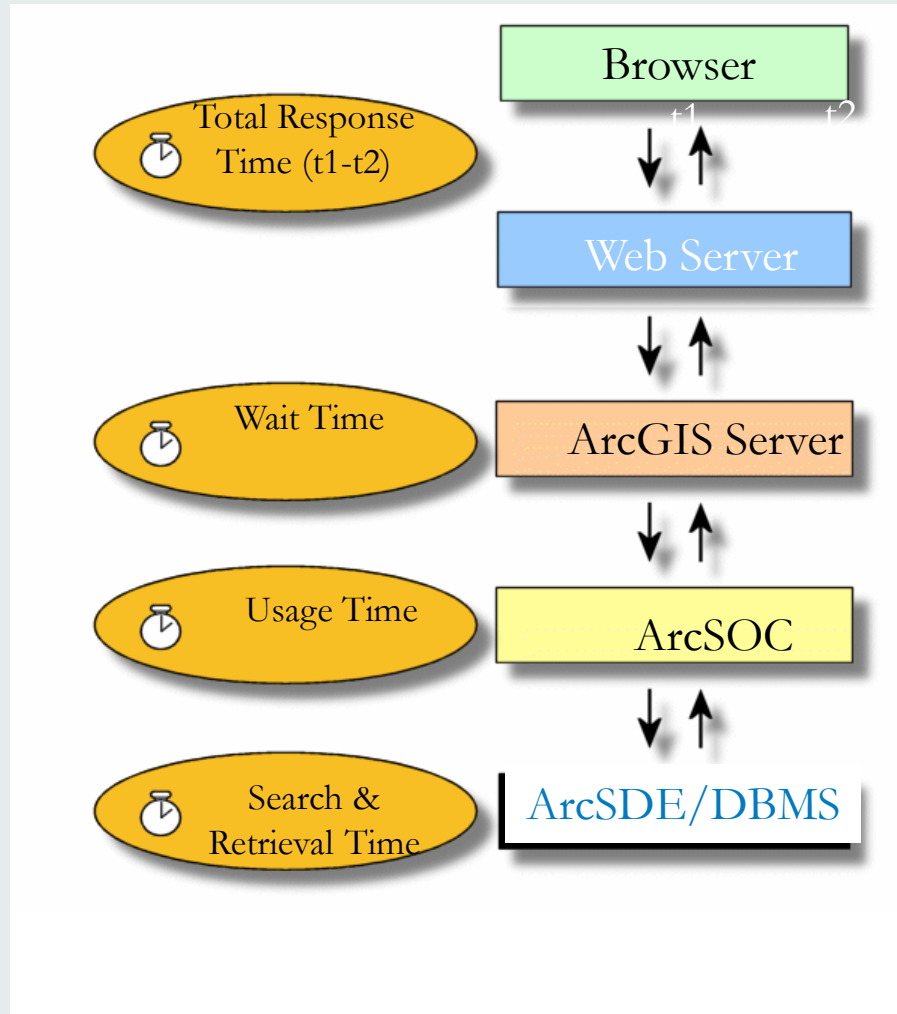 Browser
t1 t2
Total Response
Time (t1-t2)
Web Server
Wait Time
ArcGIS Server
Usage Time
ArcSOC
Search &
Retrieval Time
ArcSDE/DBMS